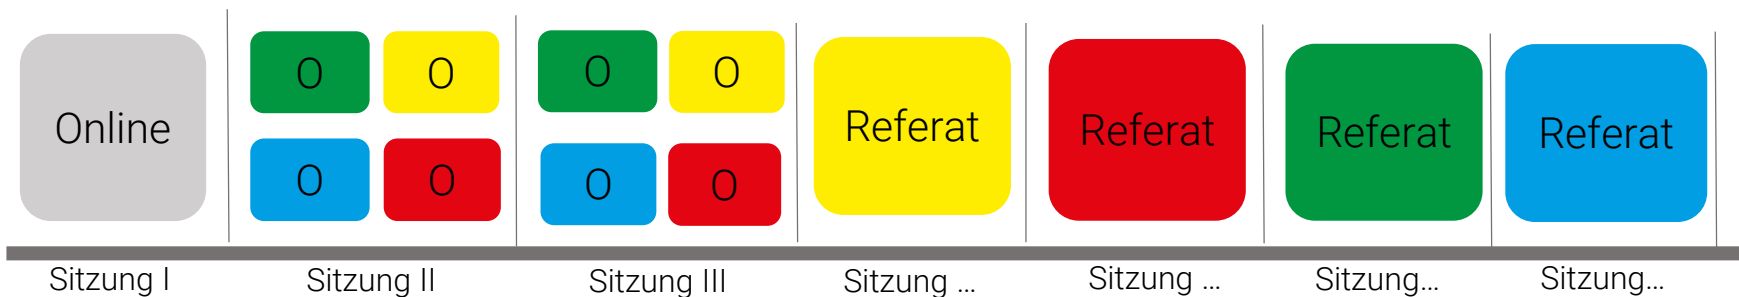 Online
O O O O
O O O O
Referat Referat Referat Referat
Sitzung I Sitzung II Sitzung III Sitzung ... Sitzung ... Sitzung... Sitzung...